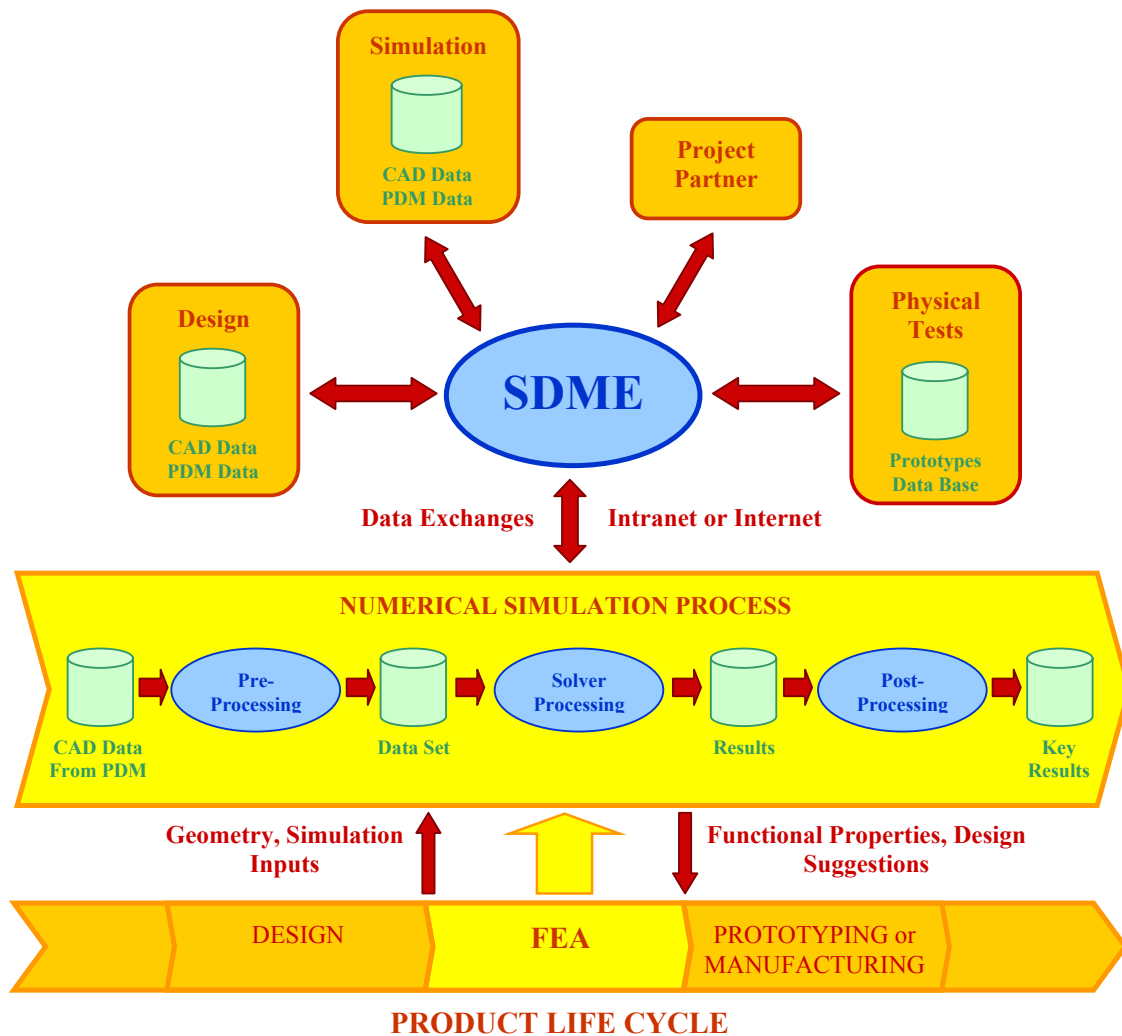 Simulation
CAD Data
PDM Data
Project
Partner
Design
CAD Data
PDM Data
SDME
Physical
Tests
Prototypes
Data Base
Data Exchanges
Intranet or Internet
NUMERICAL SIMULATION PROCESS
CAD Data
From PDM
Pre-
Processing
Data Set
Solver
Processing
Results
Post-
Processing
Key
Results
Geometry, Simulation
Inputs
Functional Properties, Design
Suggestions
DESIGN
FEA
PROTOTYPING or
MANUFACTURING
PRODUCT LIFE CYCLE